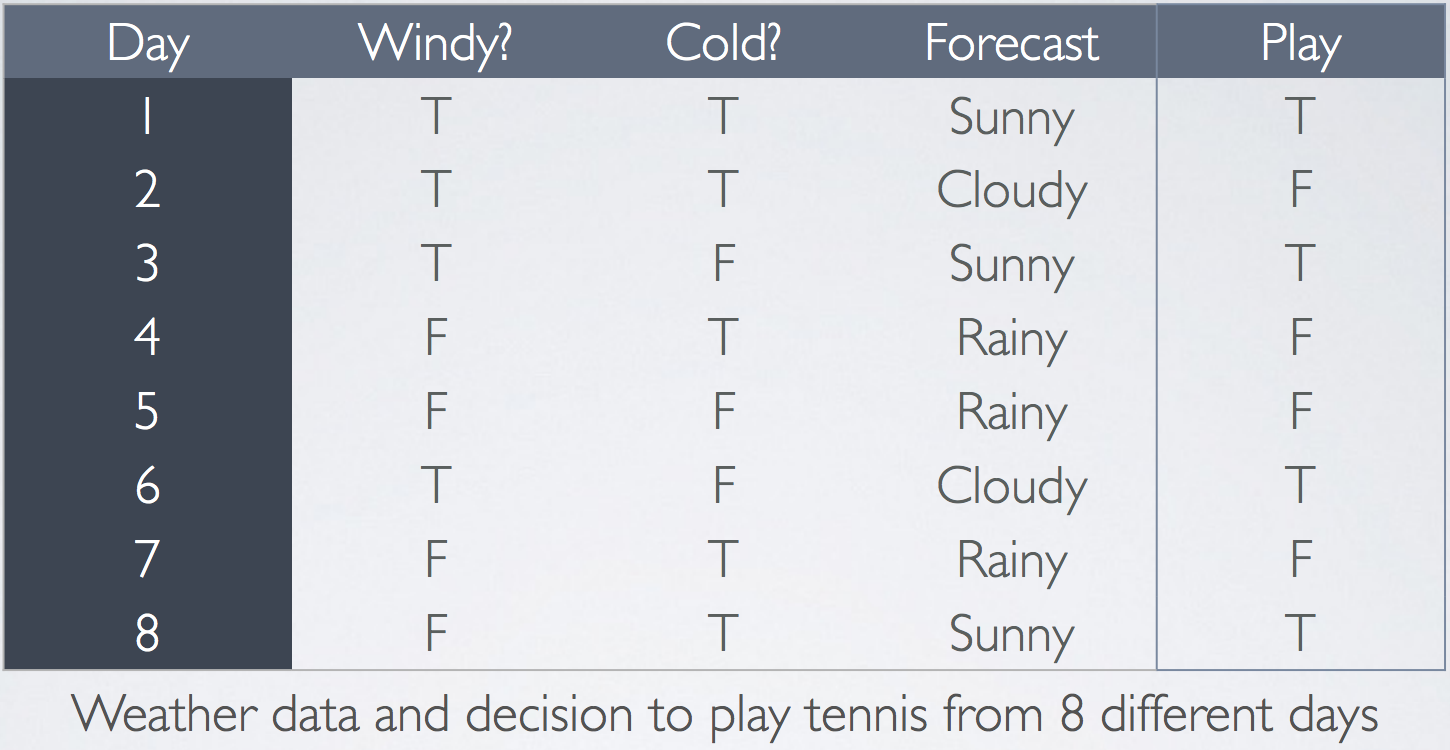 Day Windy? Cold? Forecast Play
1 T T Sunny T
2 T T Cloudy F
3 T F Sunny T
4 F T Rainy F
5 F F Rainy F
6 T F Cloudy T
7 F T Rainy F
8 F T Sunny T
Weather data and decision to play tennis from 8 different days